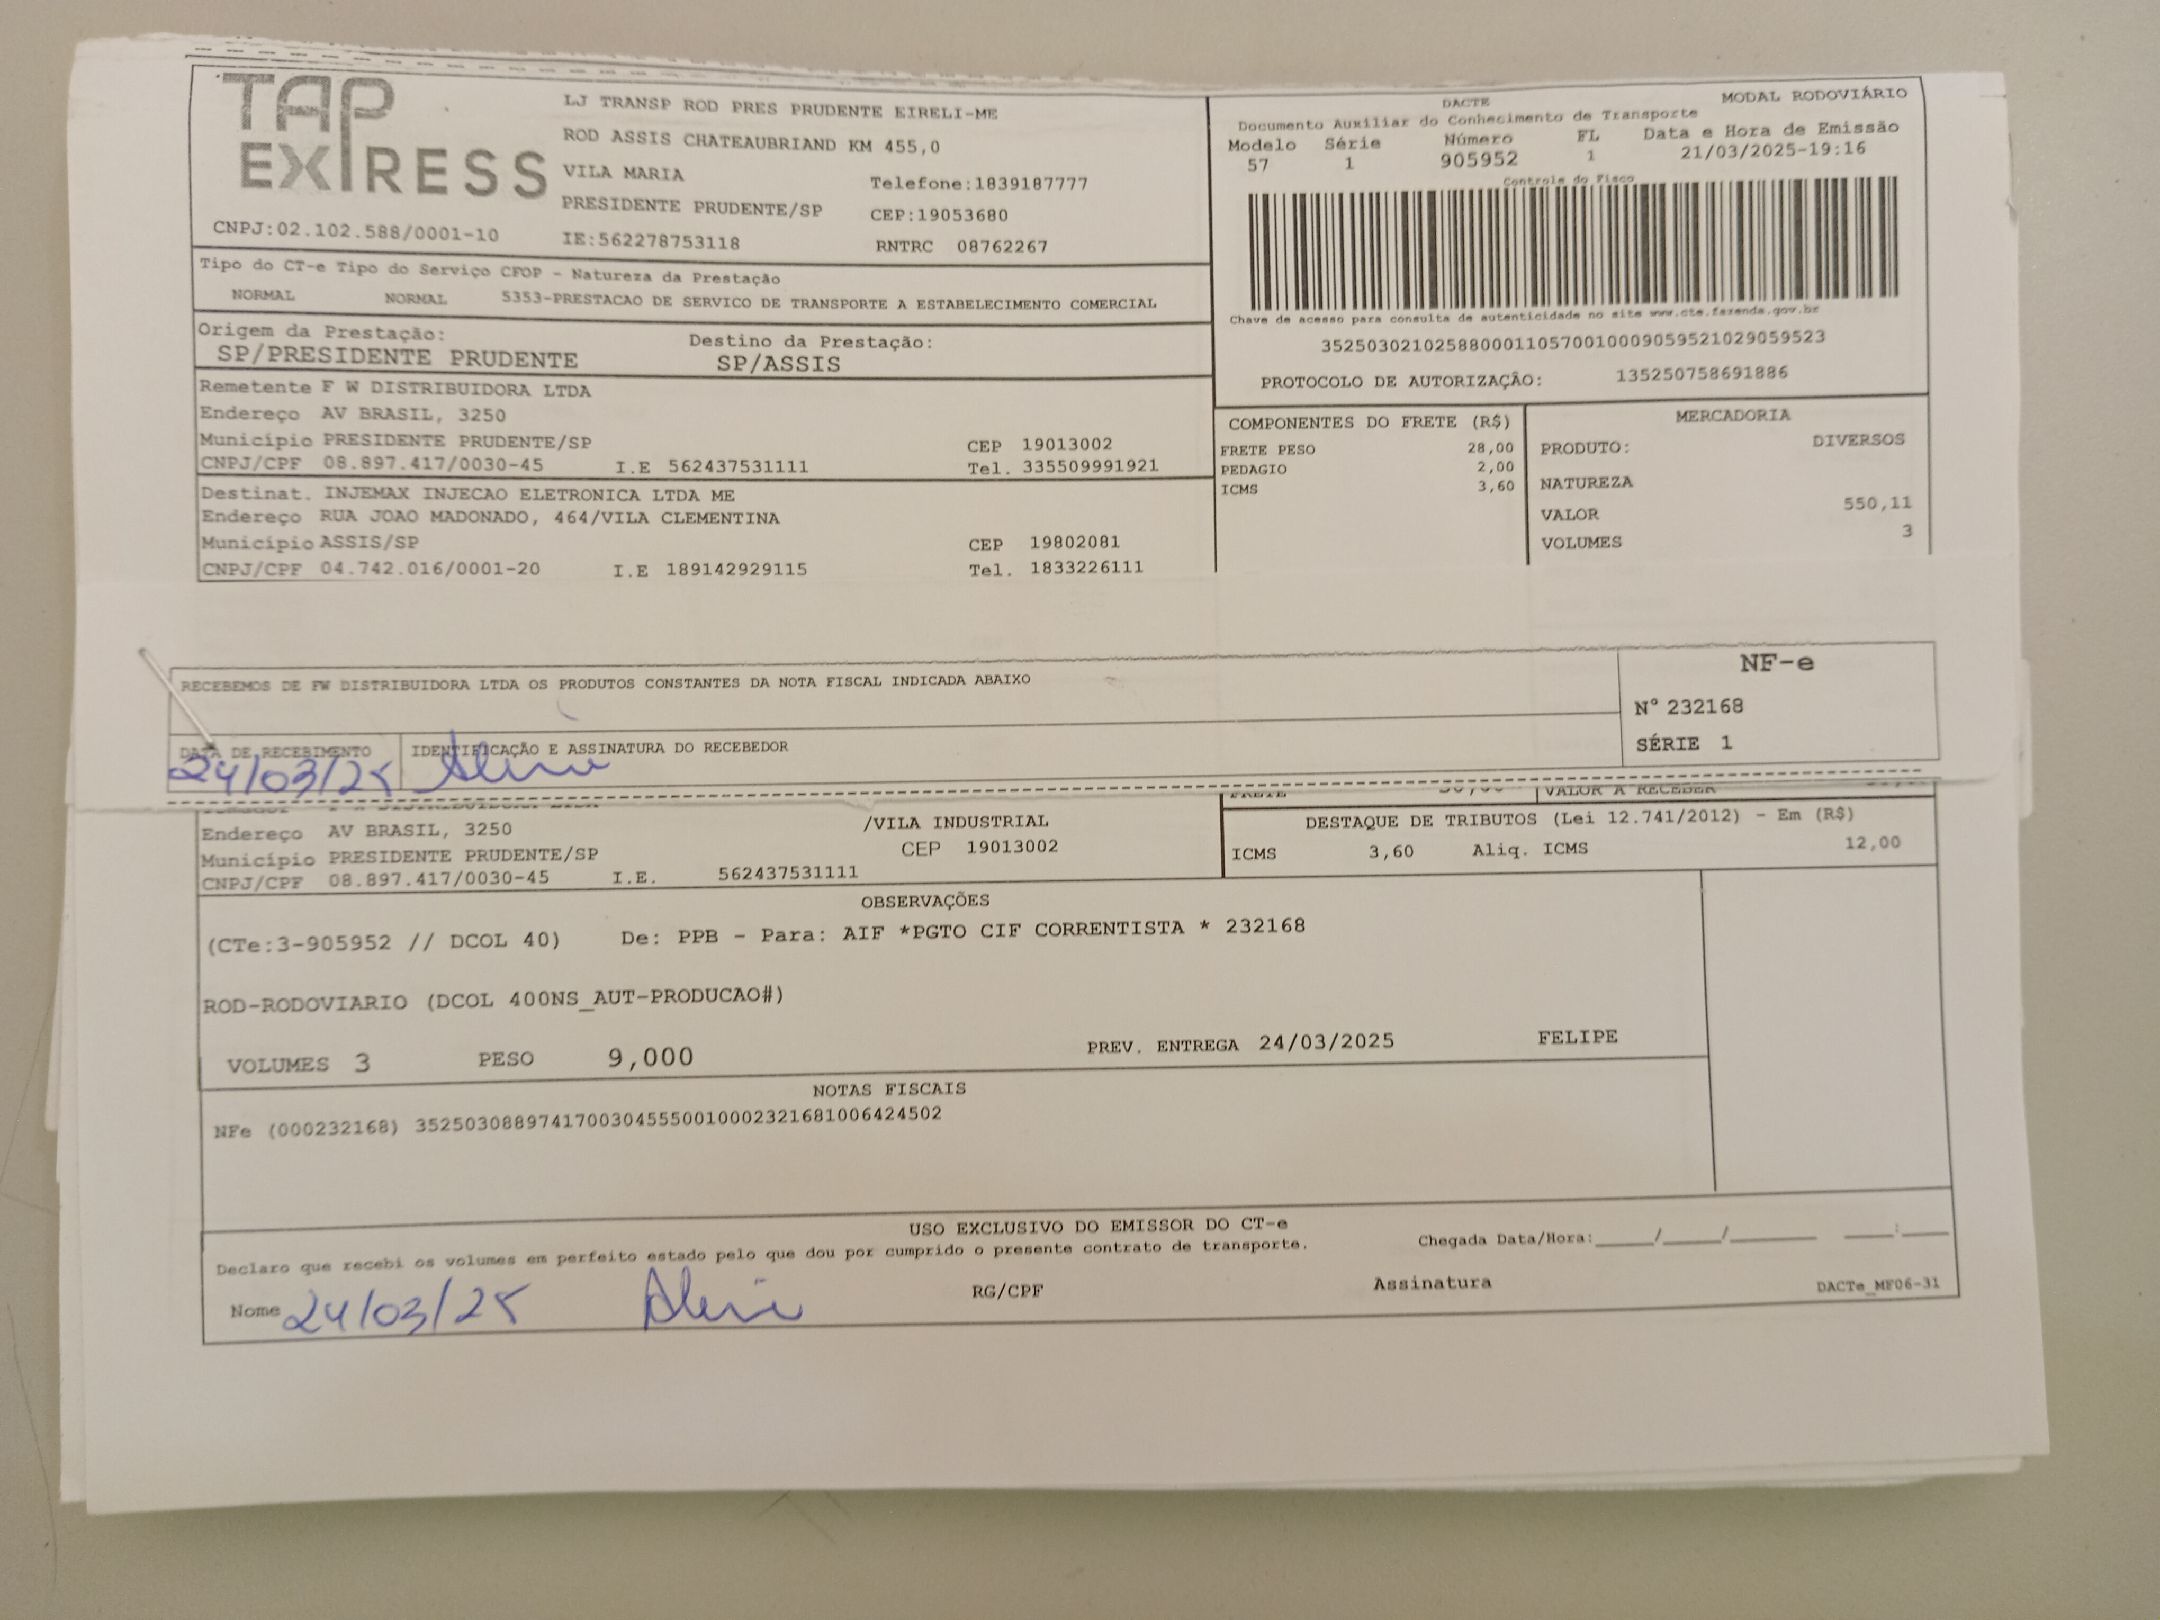 TAP EXPRESS
LJ TRANSP ROD PRES PRUDENTE EIRELI-ME
ROD ASSIS CHATEAUBRIAND KM 455,0
VILA MARIA
Telefone:1839187777
PRESIDENTE PRUDENTE/SP CEP:19053680
CNPJ:02.102.588/0001-10 IE:562278753118 RNTRC 08762267
DACTE MODAL RODOVIÁRIO
Documento Auxiliar do Conhecimento de Transporte
Modelo Série Número FL Data e Hora de Emissão
57 1 905952 1 21/03/2025-19:16
Controle do Fisco
Chave de acesso para consulta de autenticidade no site www.cte.fazenda.gov.br
35250302102588000110570010009059521029059523
PROTOCOLO DE AUTORIZAÇÃO: 135250758691886
Tipo do CT-e Tipo do Serviço CFOP - Natureza da Prestação
NORMAL NORMAL 5353-PRESTACAO DE SERVICO DE TRANSPORTE A ESTABELECIMENTO COMERCIAL
Origem da Prestação: Destino da Prestação:
SP/PRESIDENTE PRUDENTE SP/ASSIS
Remetente F W DISTRIBUIDORA LTDA
Endereço AV BRASIL, 3250
Município PRESIDENTE PRUDENTE/SP CEP 19013002
CNPJ/CPF 08.897.417/0030-45 I.E 562437531111 Tel. 335509991921
Destinat. INJEMAX INJECAO ELETRONICA LTDA ME
Endereço RUA JOAO MADONADO, 464/VILA CLEMENTINA
Município ASSIS/SP CEP 19802081
CNPJ/CPF 04.742.016/0001-20 I.E 189142929115 Tel. 1833226111
COMPONENTES DO FRETE (R$)
FRETE PESO 28,00
PEDAGIO 2,00
ICMS 3,60
MERCADORIA
PRODUTO: DIVERSOS
NATUREZA
VALOR 550,11
VOLUMES 3
RECEBEMOS DE FW DISTRIBUIDORA LTDA OS PRODUTOS CONSTANTES DA NOTA FISCAL INDICADA ABAIXO
NF-e
Nº 232168
SÉRIE 1
DATA DE RECEBIMENTO IDENTIFICAÇÃO E ASSINATURA DO RECEBEDOR
24/03/25
FRETE VALOR A RECEBER
Endereço AV BRASIL, 3250 /VILA INDUSTRIAL
Município PRESIDENTE PRUDENTE/SP CEP 19013002
CNPJ/CPF 08.897.417/0030-45 I.E. 562437531111
DESTAQUE DE TRIBUTOS (Lei 12.741/2012) - Em (R$)
ICMS 3,60 Aliq. ICMS 12,00
OBSERVAÇÕES
(CTe:3-905952 // DCOL 40) De: PPB - Para: AIF *PGTO CIF CORRENTISTA * 232168
ROD-RODOVIARIO (DCOL 400NS_AUT-PRODUCAO#)
VOLUMES 3 PESO 9,000 PREV. ENTREGA 24/03/2025 FELIPE
NOTAS FISCAIS
NFe (000232168) 35250308897417003045550010002321681006424502
USO EXCLUSIVO DO EMISSOR DO CT-e
Declaro que recebi os volumes em perfeito estado pelo que dou por cumprido o presente contrato de transporte. Chegada Data/Hora:_____/_____/_______ ____:____
Nome 24/03/25 RG/CPF Assinatura DACTe_MF06-31